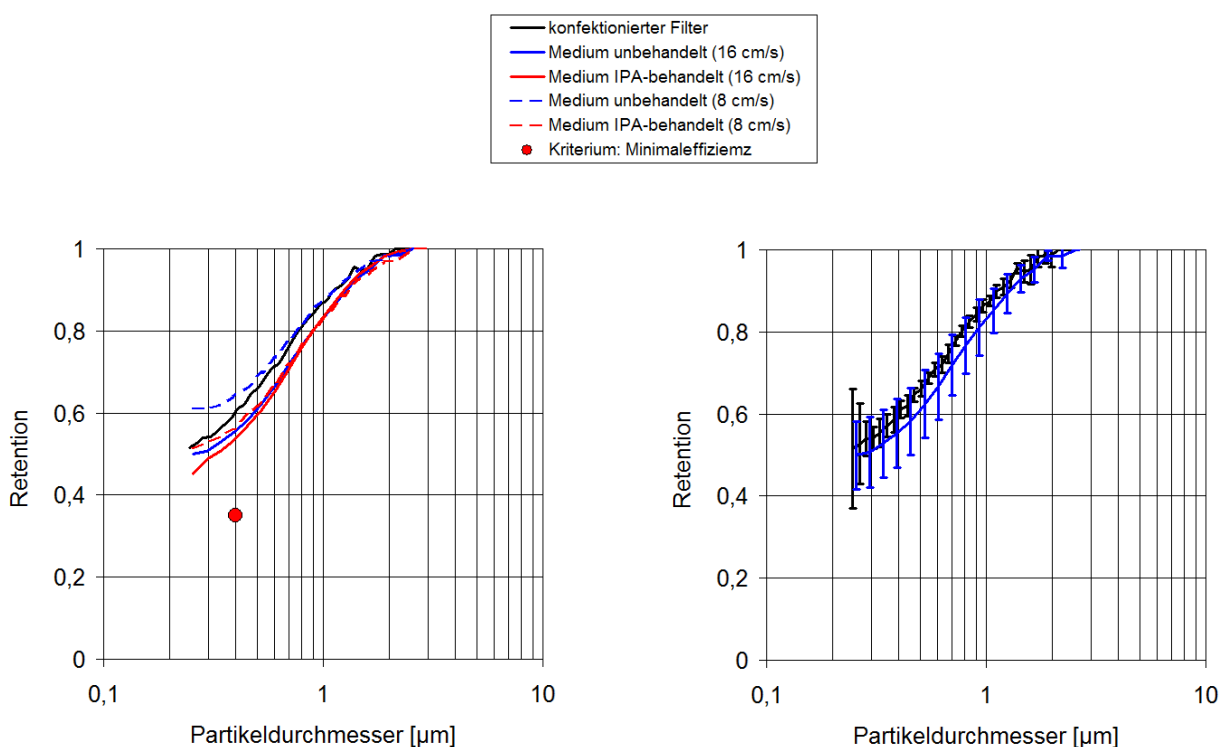 konfektionierter Filter
Medium unbehandelt (16 cm/s)
Medium IPA-behandelt (16 cm/s)
Medium unbehandelt (8 cm/s)
Medium IPA-behandelt (8 cm/s)
Kriterium: Minimaleffiziemz
1
0,8
0,6
0,4
0,2
0
Retention
0,1
1
10
Partikeldurchmesser [µm]
1
0,8
0,6
0,4
0,2
0
Retention
0,1
1
10
Partikeldurchmesser [µm]